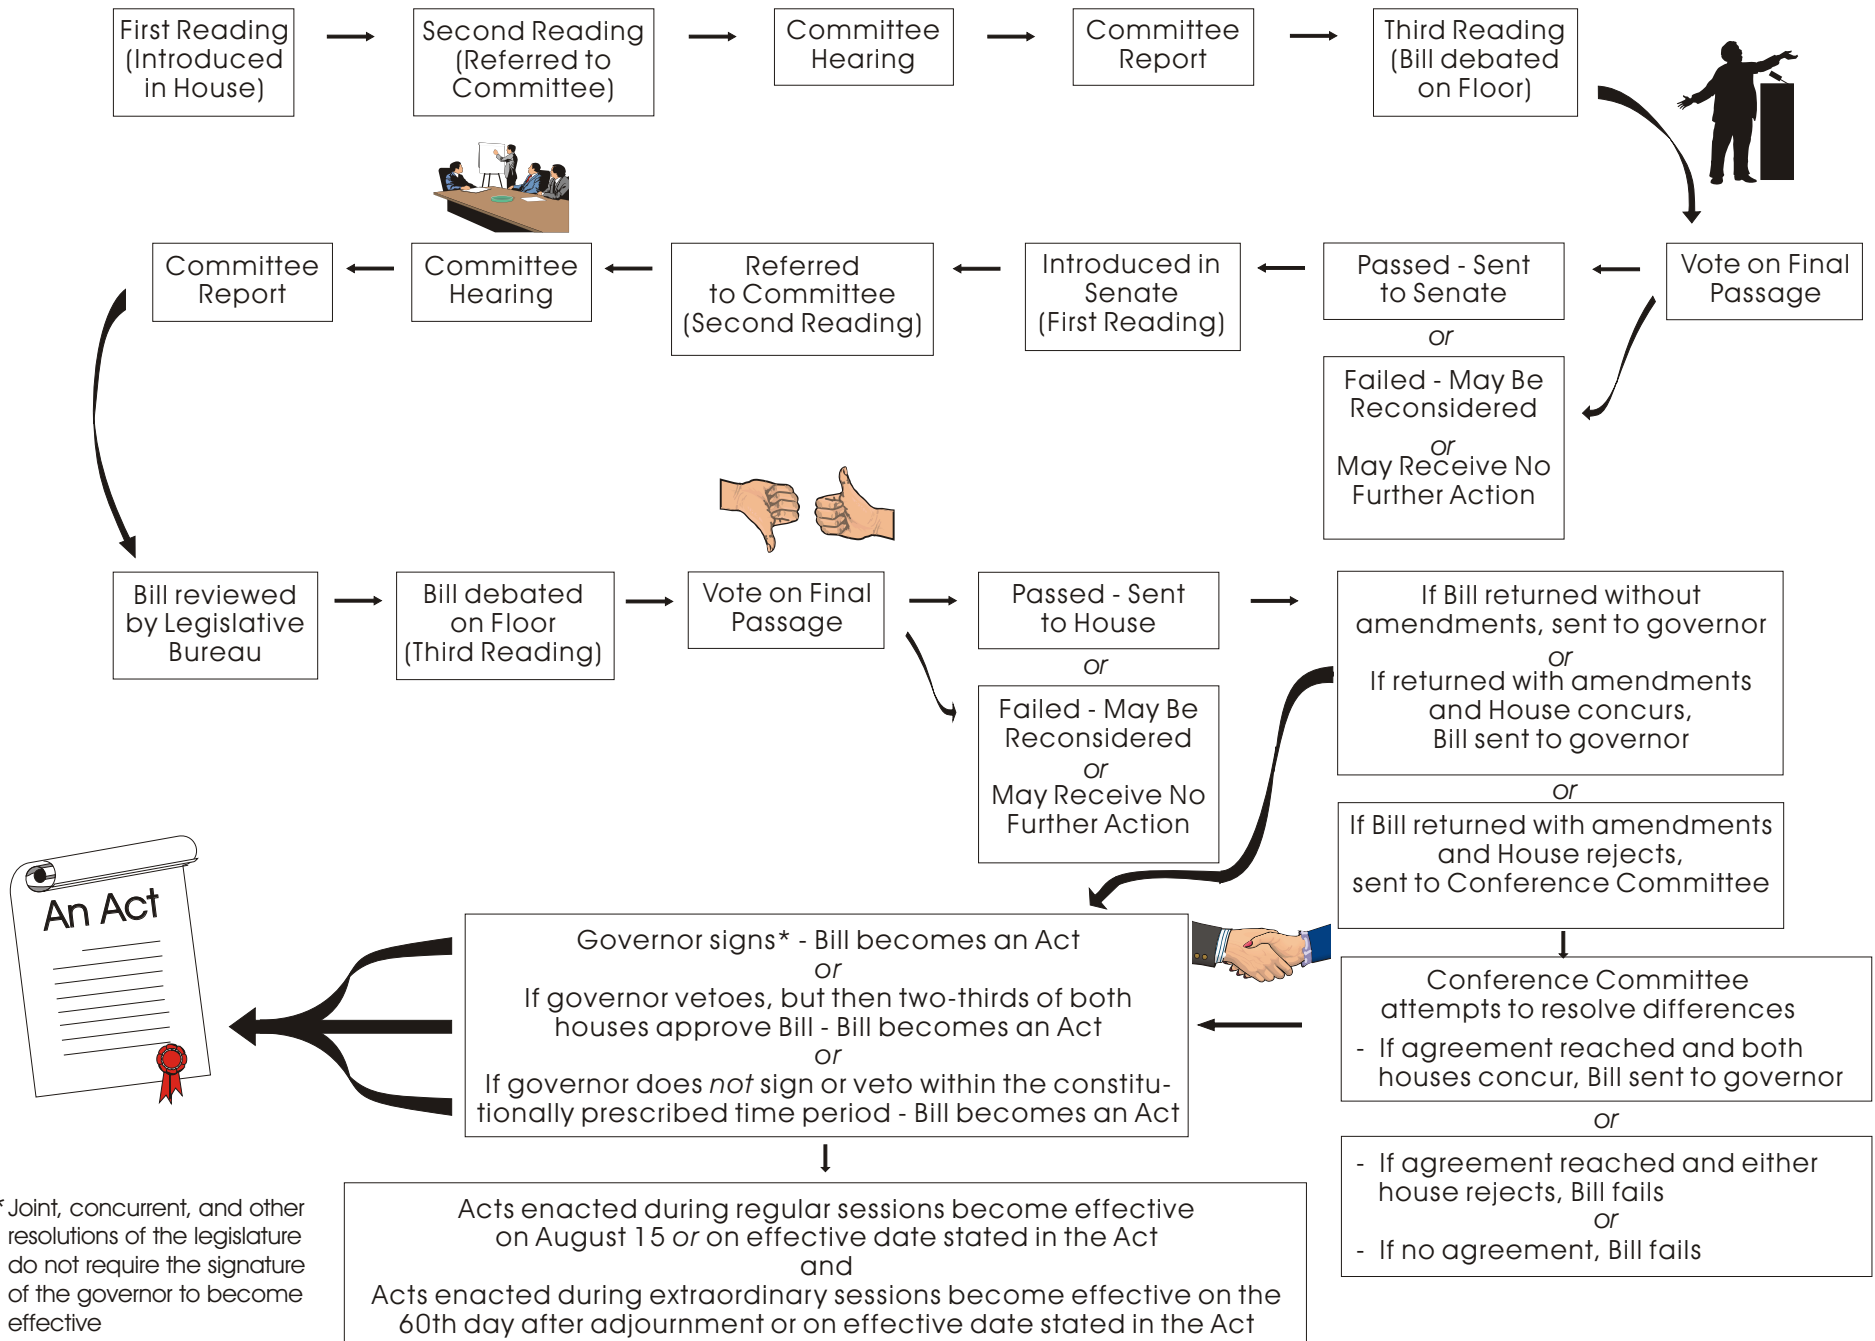 First Reading
(Introduced
in House)
Second Reading
(Referred to
Committee)
Committee
Hearing
Committee
Report
Third Reading
(Bill debated
on Floor)
Vote on Final
Passage
Passed - Sent
to Senate
or
Failed - May Be
Reconsidered
or
May Receive No
Further Action
Introduced in
Senate
(First Reading)
Referred
to Committee
(Second Reading)
Committee
Hearing
Committee
Report
Bill reviewed
by Legislative
Bureau
Bill debated
on Floor
(Third Reading)
Vote on Final
Passage
Passed - Sent
to House
or
Failed - May Be
Reconsidered
or
May Receive No
Further Action
If Bill returned without
amendments, sent to governor
or
If returned with amendments
and House concurs,
Bill sent to governor
or
If Bill returned with amendments
and House rejects,
sent to Conference Committee
Conference Committee
attempts to resolve differences
- If agreement reached and both
houses concur, Bill sent to governor
or
- If agreement reached and either
house rejects, Bill fails
or
- If no agreement, Bill fails
Governor signs* - Bill becomes an Act
or
If governor vetoes, but then two-thirds of both
houses approve Bill - Bill becomes an Act
or
If governor does not sign or veto within the constitu-
tionally prescribed time period - Bill becomes an Act
An Act
Acts enacted during regular sessions become effective
on August 15 or on effective date stated in the Act
and
Acts enacted during extraordinary sessions become effective on the
60th day after adjournment or on effective date stated in the Act
* Joint, concurrent, and other
resolutions of the legislature
do not require the signature
of the governor to become
effective